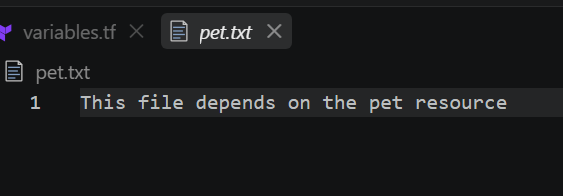 variables.tf
pet.txt
pet.txt
1 This file depends on the pet resource